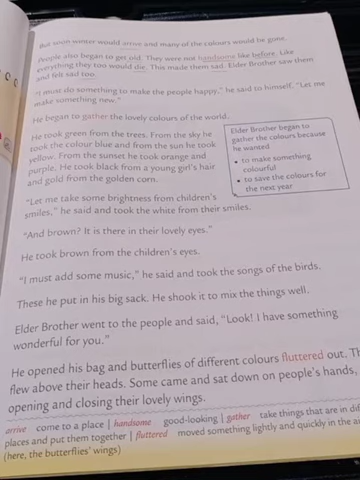 But soon winter would arrive and many of the colours would be gone.
People also began to get old. They were not handsome like before. Like
everything they too would die. This made them sad. Elder Brother saw them
and felt sad too.
"I must do something to make the people happy," he said to himself. "Let me
make something new."
He began to gather the lovely colours of the world.
He took green from the trees. From the sky he
took the colour blue and from the sun he took
yellow. From the sunset he took orange and
purple. He took black from a young girl's hair
and gold from the golden corn.
Elder Brother began to
gather the colours because
he wanted
• to make something
colourful
• to save the colours for
the next year
"Let me take some brightness from children's
smiles," he said and took the white from their smiles.
"And brown? It is there in their lovely eyes."
He took brown from the children's eyes.
"I must add some music," he said and took the songs of the birds.
These he put in his big sack. He shook it to mix the things well.
Elder Brother went to the people and said, "Look! I have something
wonderful for you."
He opened his bag and butterflies of different colours fluttered out.
flew above their heads. Some came and sat down on people's hands,
opening and closing their lovely wings.
arrive come to a place | handsome good-looking | gather take things that are in
places and put them together | fluttered moved something lightly and quickly in the
(here, the butterflies' wings)